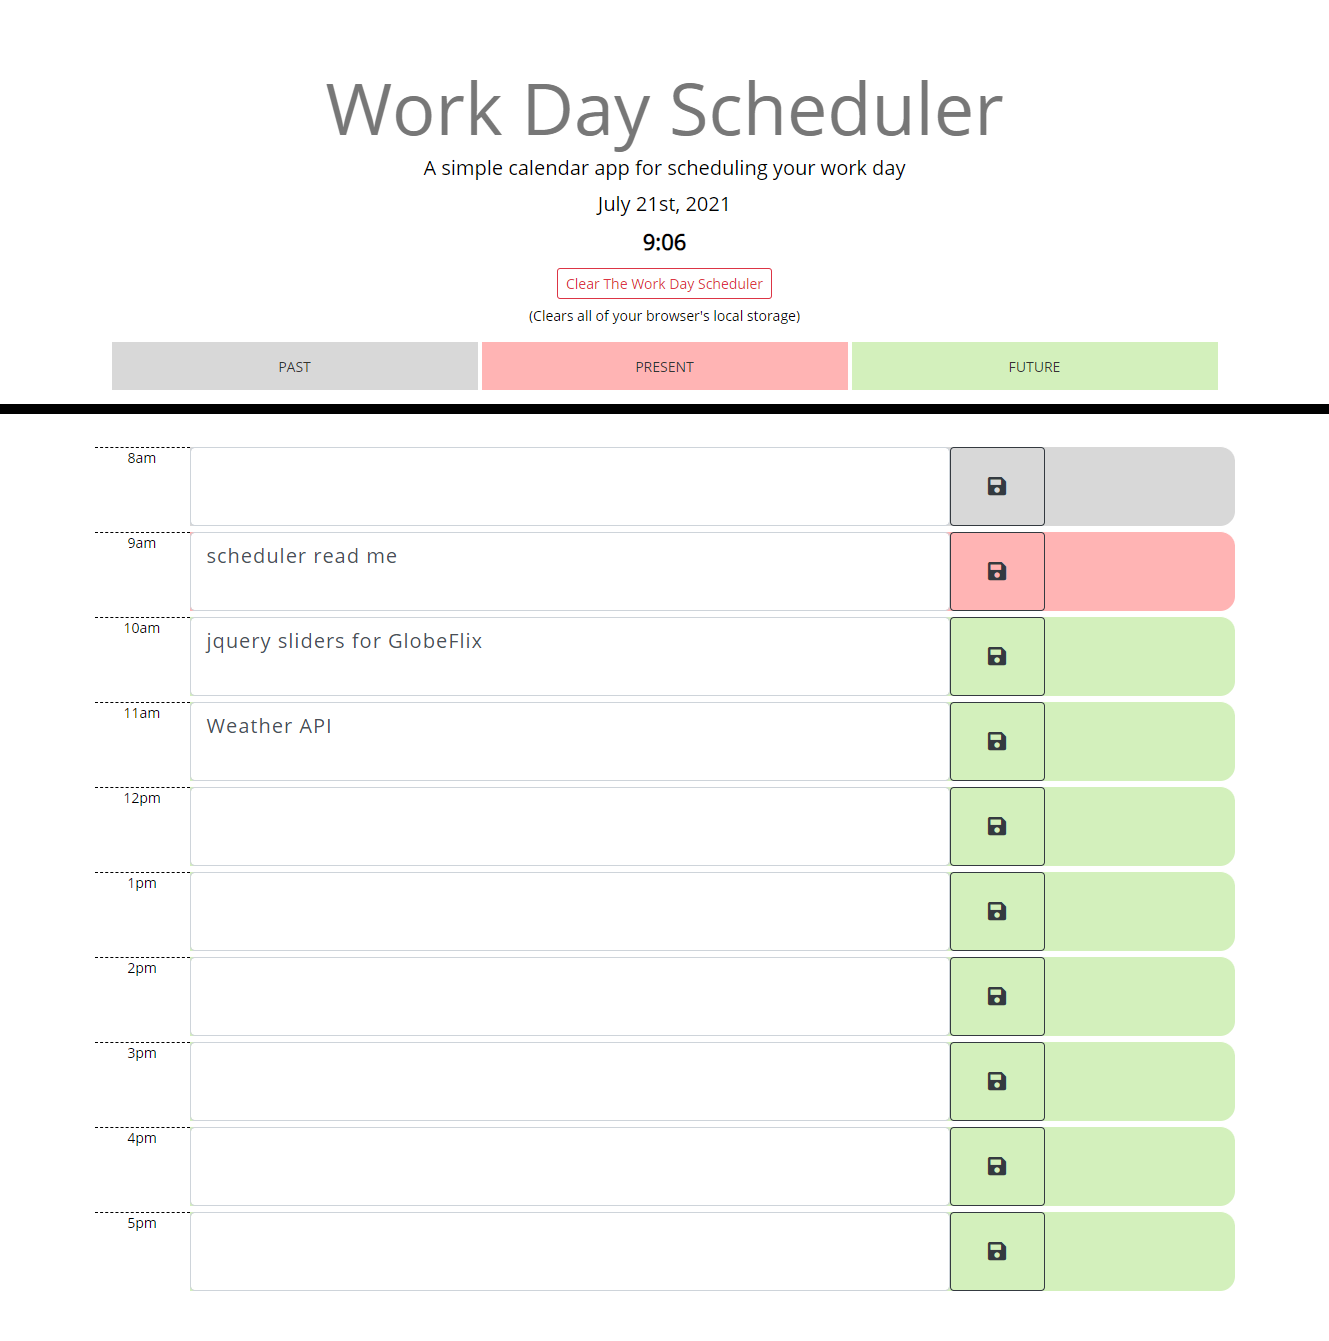 Work Day Scheduler
A simple calendar app for scheduling your work day
July 21st, 2021
9:06
Clear The Work Day Scheduler
(Clears all of your browser's local storage)
PAST PRESENT FUTURE
8am
9am scheduler read me
10am jquery sliders for GlobeFlix
11am Weather API
12pm
1pm
2pm
3pm
4pm
5pm